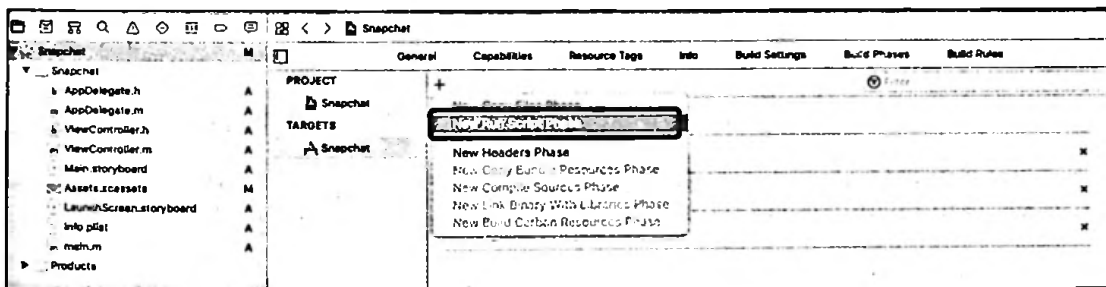 Snapchat
Snapchat M
General Capabilities Resource Tags Info Build Settings Build Phases Build Rules
Snapchat
AppDelegate.h A
AppDelegate.m A
ViewController.h A
ViewController.m A
Main.storyboard A
Assets.xcassets M
LaunchScreen.storyboard A
Info.plist A
main.m A
Products
PROJECT
Snapchat
TARGETS
Snapchat
+
Filter
New Copy Files Phase
New Run Script Phase
New Headers Phase
New Copy Bundle Resources Phase
New Compile Sources Phase
New Link Binary With Libraries Phase
New Build Carbon Resources Phase